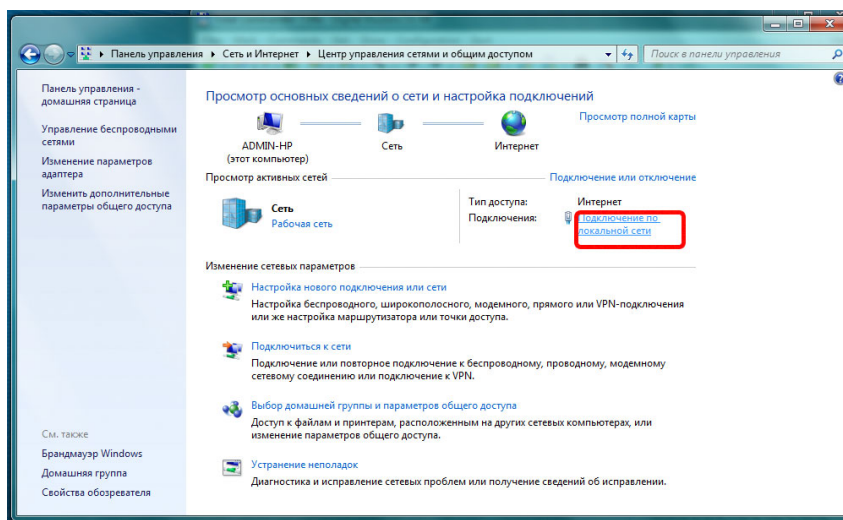 Панель управления ▸ Сеть и Интернет ▸ Центр управления сетями и общим доступом
Поиск в панели управления
Панель управления -
домашняя страница
Управление беспроводными
сетями
Изменение параметров
адаптера
Изменить дополнительные
параметры общего доступа
См. также
Брандмауэр Windows
Домашняя группа
Свойства обозревателя
Просмотр основных сведений о сети и настройка подключений
Просмотр полной карты
ADMIN-HP
(этот компьютер)
Сеть
Интернет
Просмотр активных сетей
Подключение или отключение
Сеть
Рабочая сеть
Тип доступа: Интернет
Подключения: Подключение по
локальной сети
Изменение сетевых параметров
Настройка нового подключения или сети
Настройка беспроводного, широкополосного, модемного, прямого или VPN-подключения
или же настройка маршрутизатора или точки доступа.
Подключиться к сети
Подключение или повторное подключение к беспроводному, проводному, модемному
сетевому соединению или подключение к VPN.
Выбор домашней группы и параметров общего доступа
Доступ к файлам и принтерам, расположенным на других сетевых компьютерах, или
изменение параметров общего доступа.
Устранение неполадок
Диагностика и исправление сетевых проблем или получение сведений об исправлении.